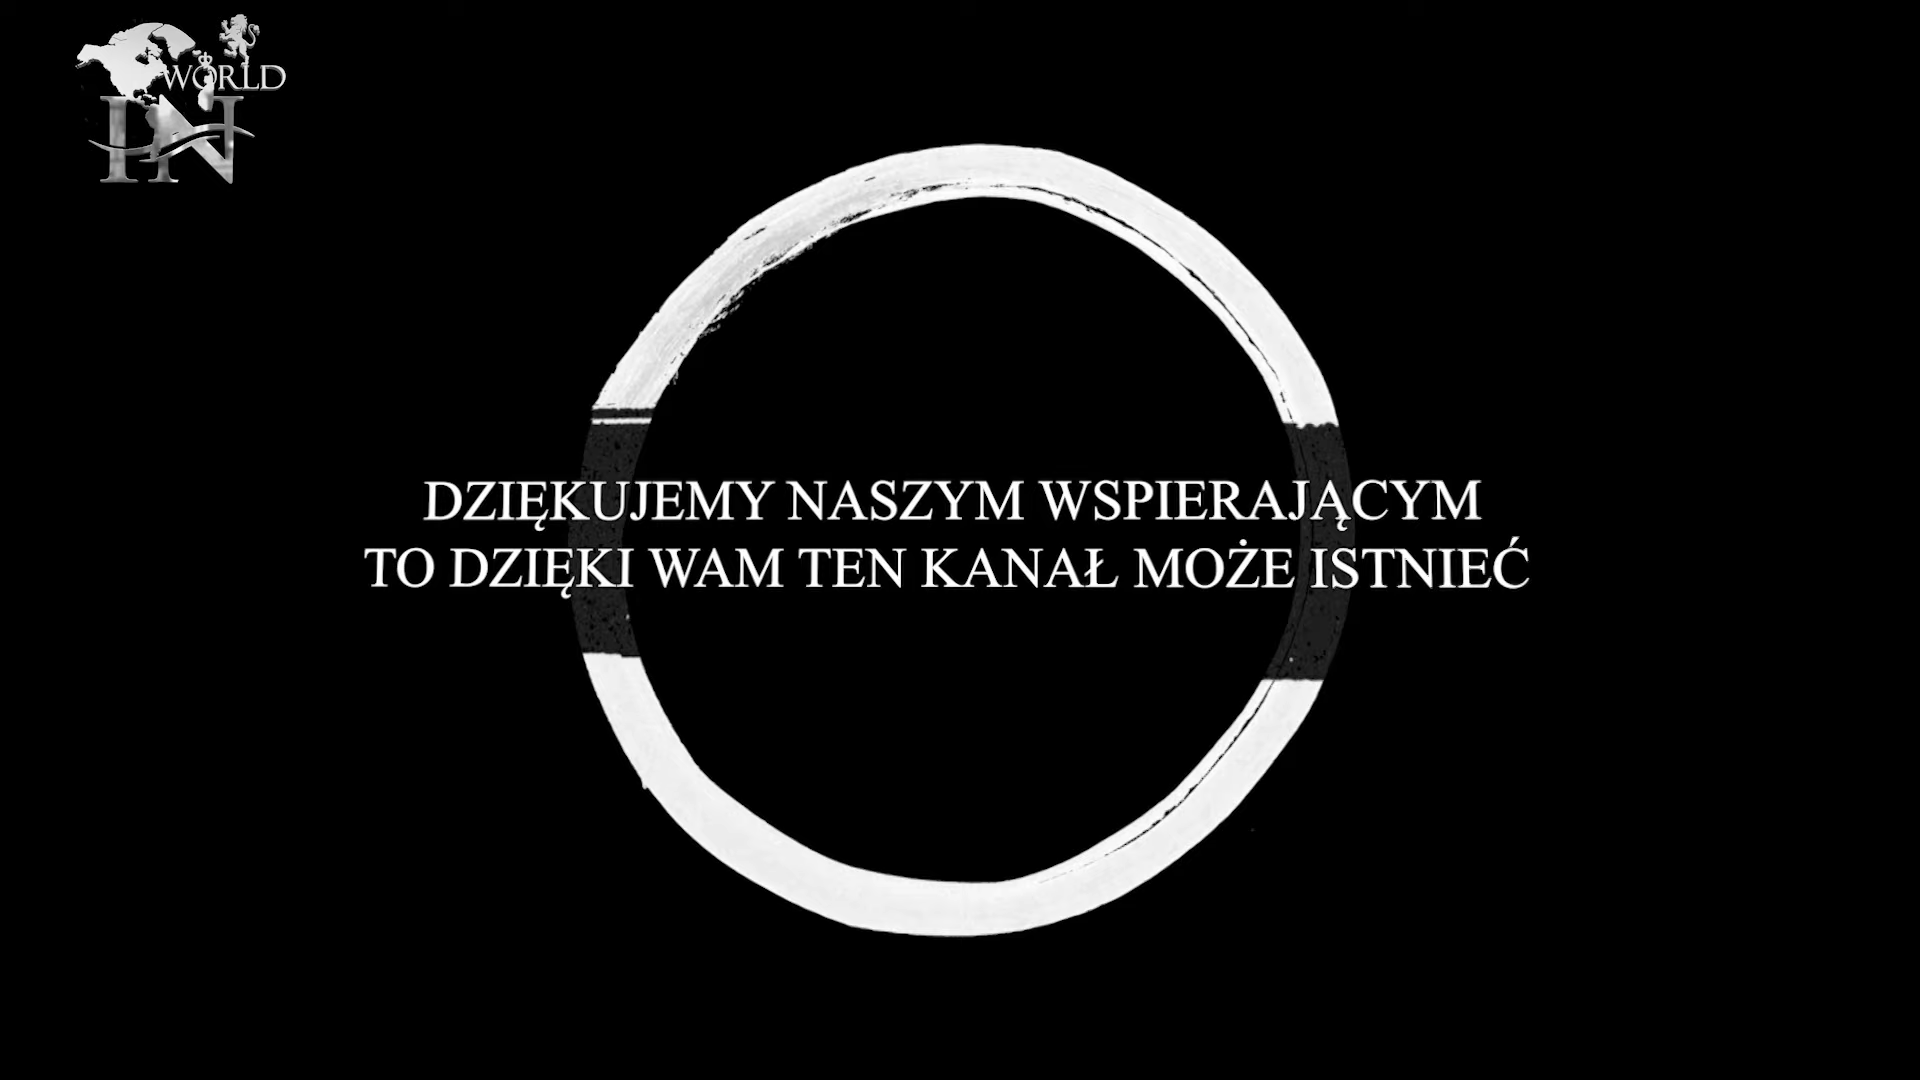 WORLD
IN
DZIĘKUJEMY NASZYM WSPIERAJĄCYM
TO DZIĘKI WAM TEN KANAŁ MOŻE ISTNIEĆ